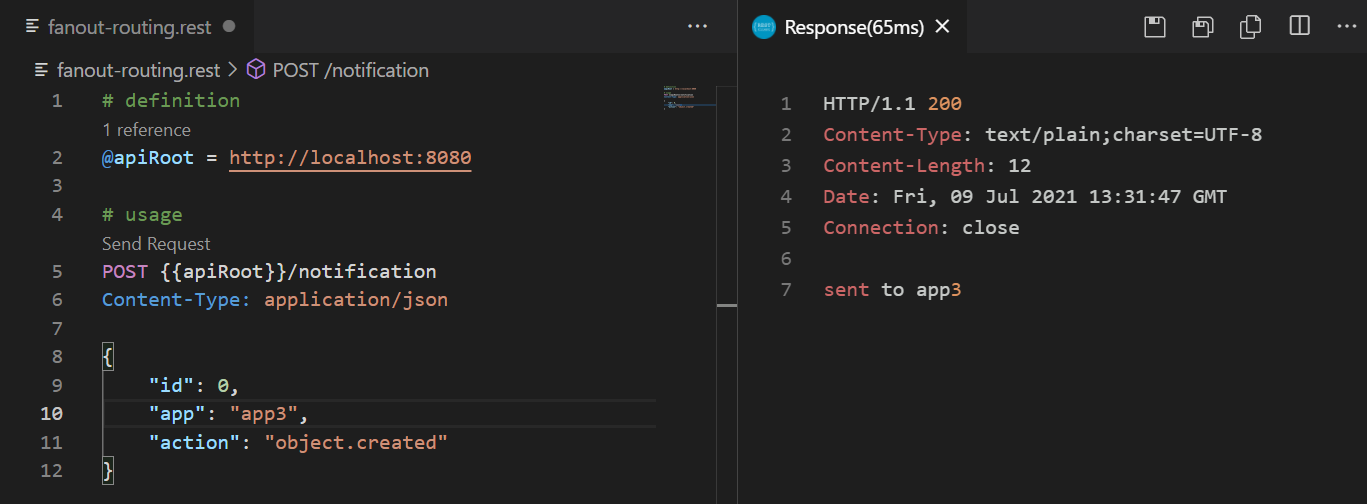 fanout-routing.rest
fanout-routing.rest > POST /notification
1 # definition
1 reference
2 @apiRoot = http://localhost:8080
3
4 # usage
Send Request
5 POST {{apiRoot}}/notification
6 Content-Type: application/json
7
8 {
9 "id": 0,
10 "app": "app3",
11 "action": "object.created"
12 }
Response(65ms)
1 HTTP/1.1 200
2 Content-Type: text/plain;charset=UTF-8
3 Content-Length: 12
4 Date: Fri, 09 Jul 2021 13:31:47 GMT
5 Connection: close
6
7 sent to app3